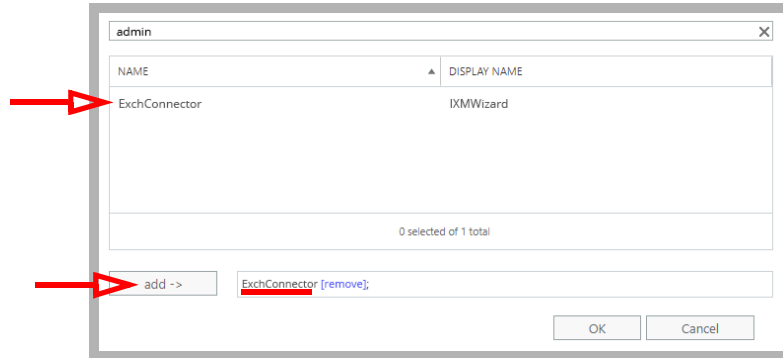 admin
NAME DISPLAY NAME
ExchConnector IXMWizard
0 selected of 1 total
add -> ExchConnector [remove];
OK Cancel